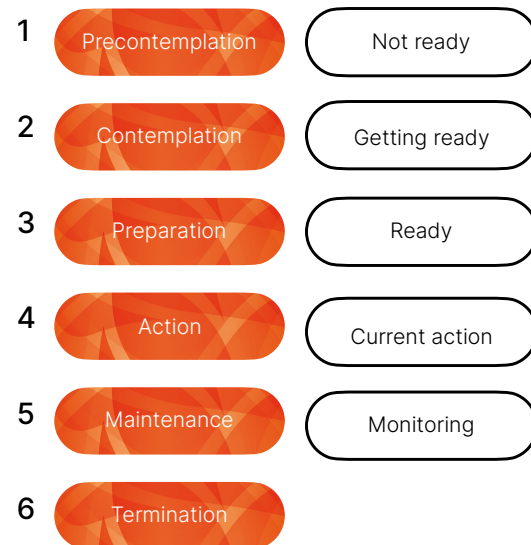 1 Precontemplation Not ready
2 Contemplation Getting ready
3 Preparation Ready
4 Action Current action
5 Maintenance Monitoring
6 Termination